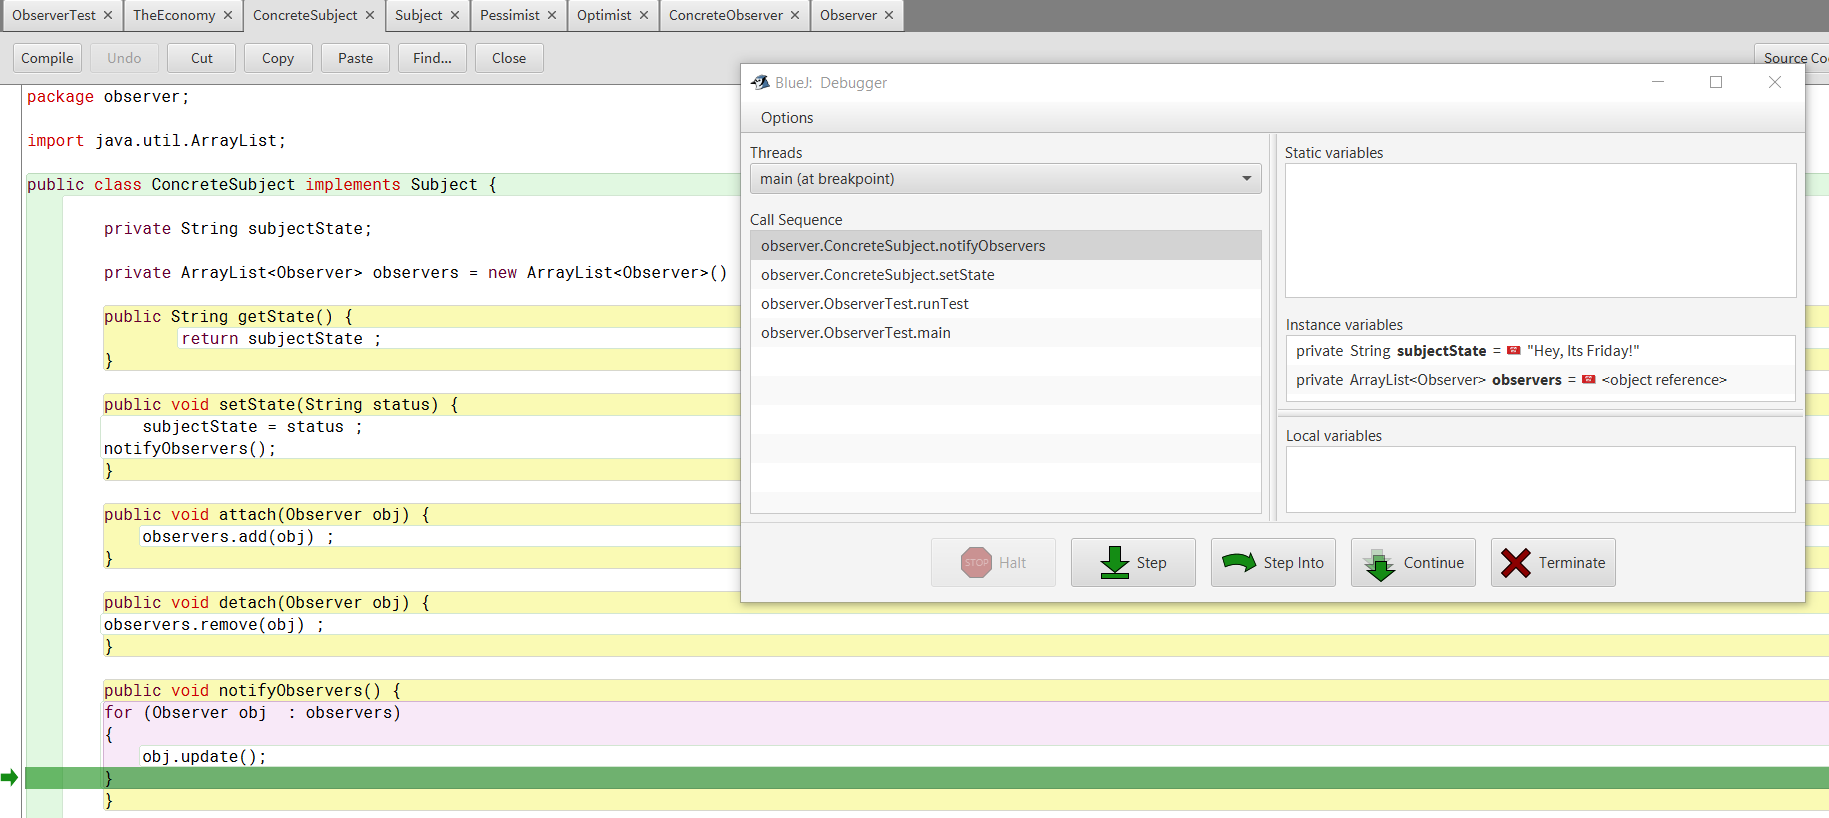 ObserverTest × TheEconomy × ConcreteSubject × Subject × Pessimist × Optimist × ConcreteObserver × Observer ×
Compile Undo Cut Copy Paste Find... Close Source Co
package observer;
import java.util.ArrayList;
public class ConcreteSubject implements Subject {
private String subjectState;
private ArrayList<Observer> observers = new ArrayList<Observer>()
public String getState() {
return subjectState ;
}
public void setState(String status) {
subjectState = status ;
notifyObservers();
}
public void attach(Observer obj) {
observers.add(obj) ;
}
public void detach(Observer obj) {
observers.remove(obj) ;
}
public void notifyObservers() {
for (Observer obj  : observers)
{
obj.update();
}
}
BlueJ: Debugger
Options
Threads
main (at breakpoint)
Call Sequence
observer.ConcreteSubject.notifyObservers
observer.ConcreteSubject.setState
observer.ObserverTest.runTest
observer.ObserverTest.main
Static variables
Instance variables
private String subjectState = "Hey, Its Friday!"
private ArrayList<Observer> observers = <object reference>
Local variables
STOP Halt Step Step Into Continue Terminate